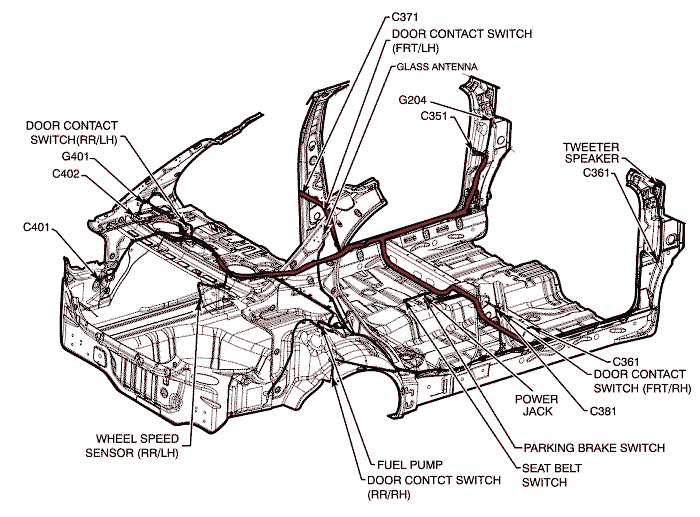 C371
DOOR CONTACT SWITCH
(FRT/LH)
GLASS ANTENNA
G204
C351
DOOR CONTACT
SWITCH(RR/LH)
G401
C402
C401
TWEETER
SPEAKER
C361
C361
DOOR CONTACT
SWITCH (FRT/RH)
C381
POWER
JACK
PARKING BRAKE SWITCH
SEAT BELT
SWITCH
WHEEL SPEED
SENSOR (RR/LH)
FUEL PUMP
DOOR CONTCT SWITCH
(RR/RH)